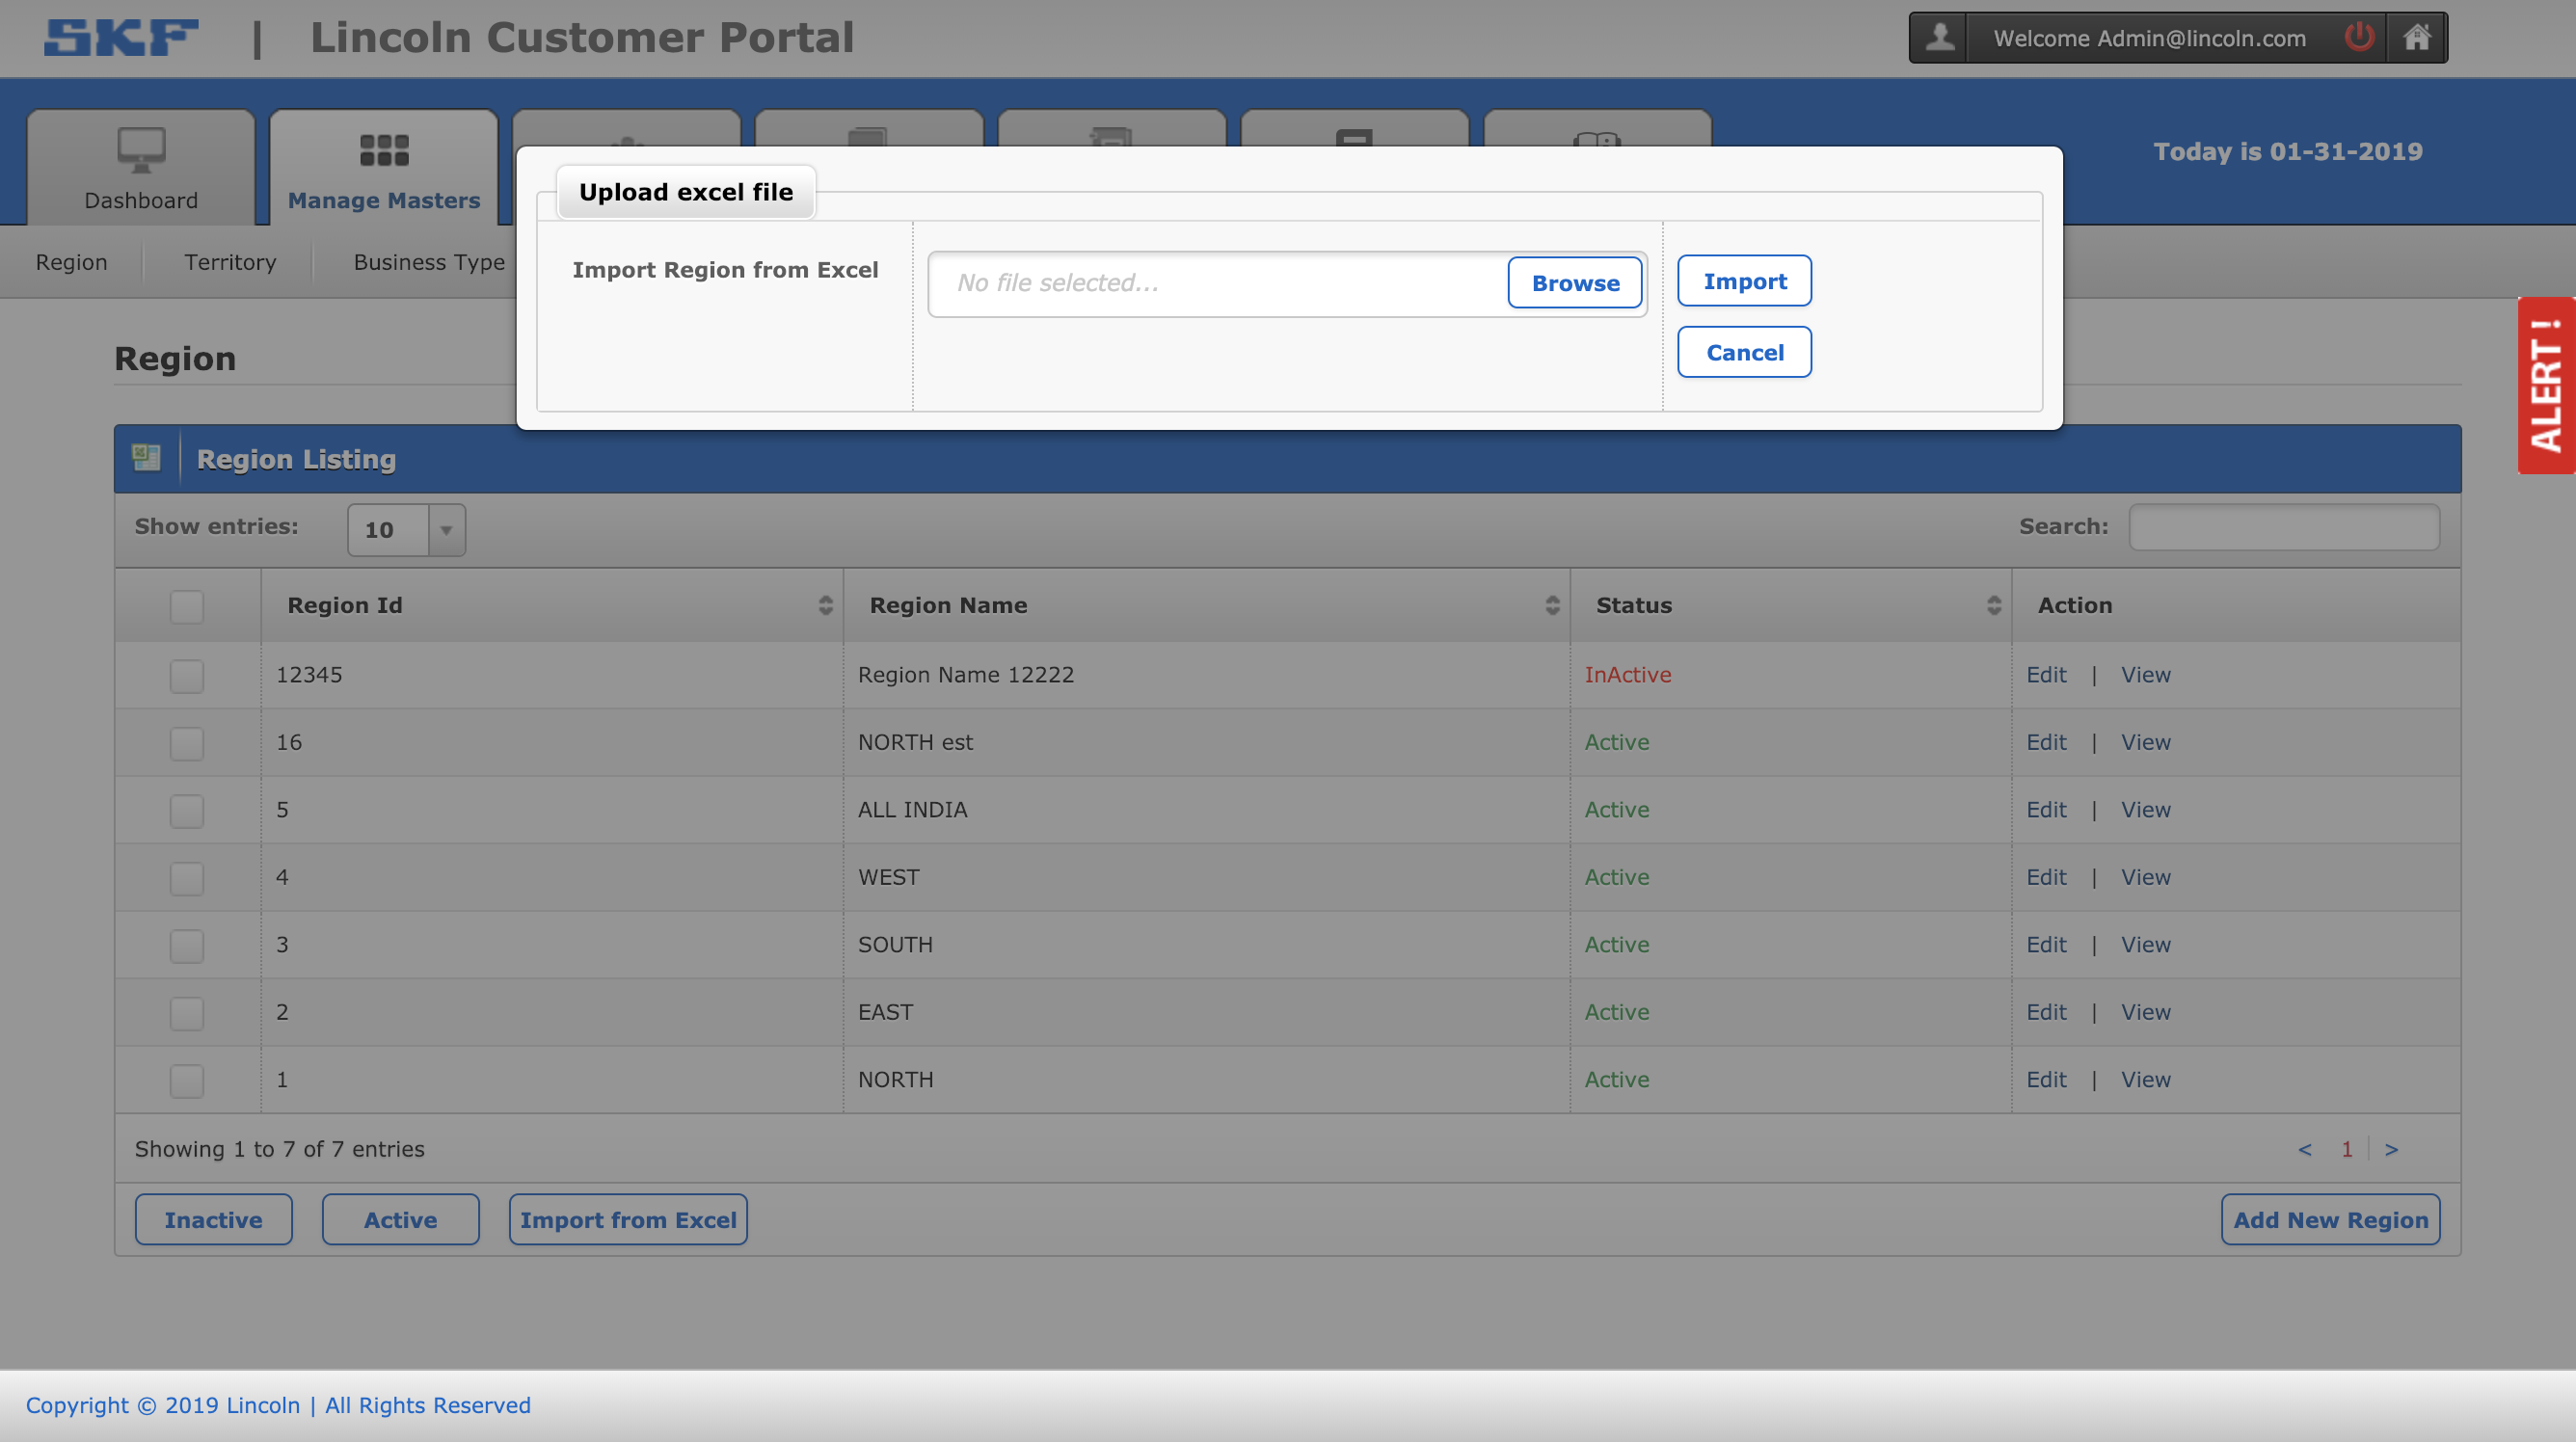 SKF | Lincoln Customer Portal
Welcome Admin@lincoln.com
Dashboard
Manage Masters
Today is 01-31-2019
Region
Territory
Business Type
Upload excel file
Import Region from Excel
No file selected...
Browse
Import
Cancel
ALERT !
Region
Region Listing
Show entries: 10
Search:
Region Id Region Name Status Action
12345 Region Name 12222 InActive Edit | View
16 NORTH est Active Edit | View
5 ALL INDIA Active Edit | View
4 WEST Active Edit | View
3 SOUTH Active Edit | View
2 EAST Active Edit | View
1 NORTH Active Edit | View
Showing 1 to 7 of 7 entries
< 1 >
Inactive
Active
Import from Excel
Add New Region
Copyright © 2019 Lincoln | All Rights Reserved